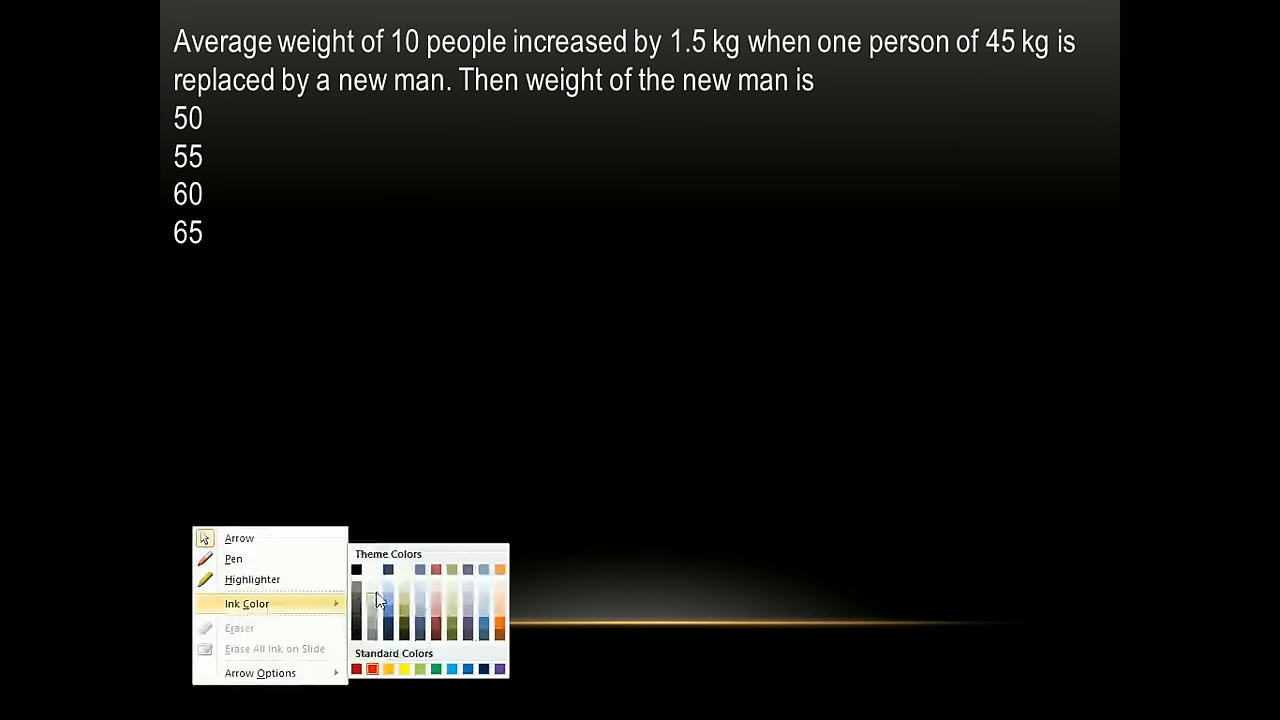 Average weight of 10 people increased by 1.5 kg when one person of 45 kg is
replaced by a new man. Then weight of the new man is
50
55
60
65
Arrow
Pen
Highlighter
Ink Color
Eraser
Erase All Ink on Slide
Arrow Options
Theme Colors
Standard Colors